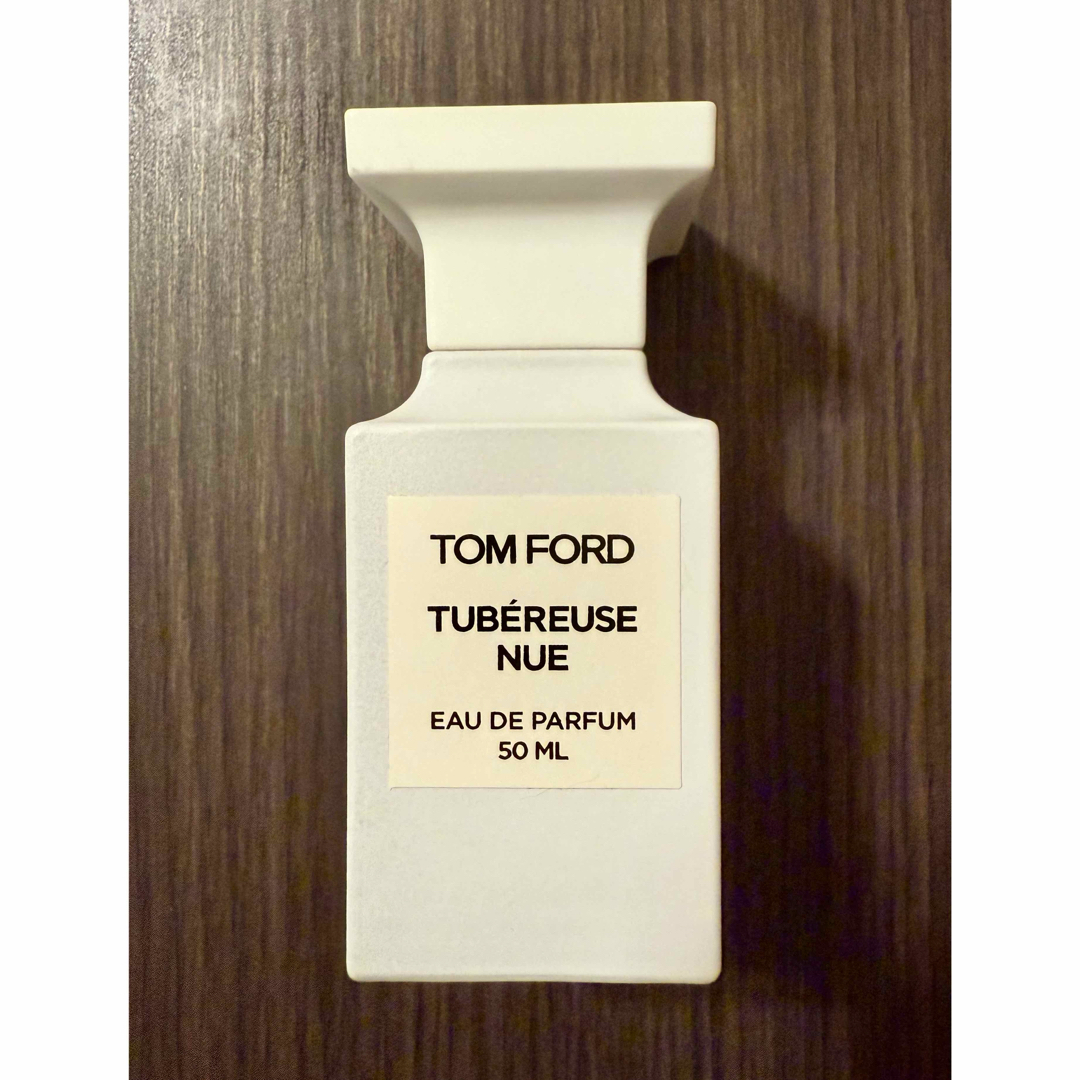 TOM FORD
TUBÉREUSE
NUE
EAU DE PARFUM
50 ML